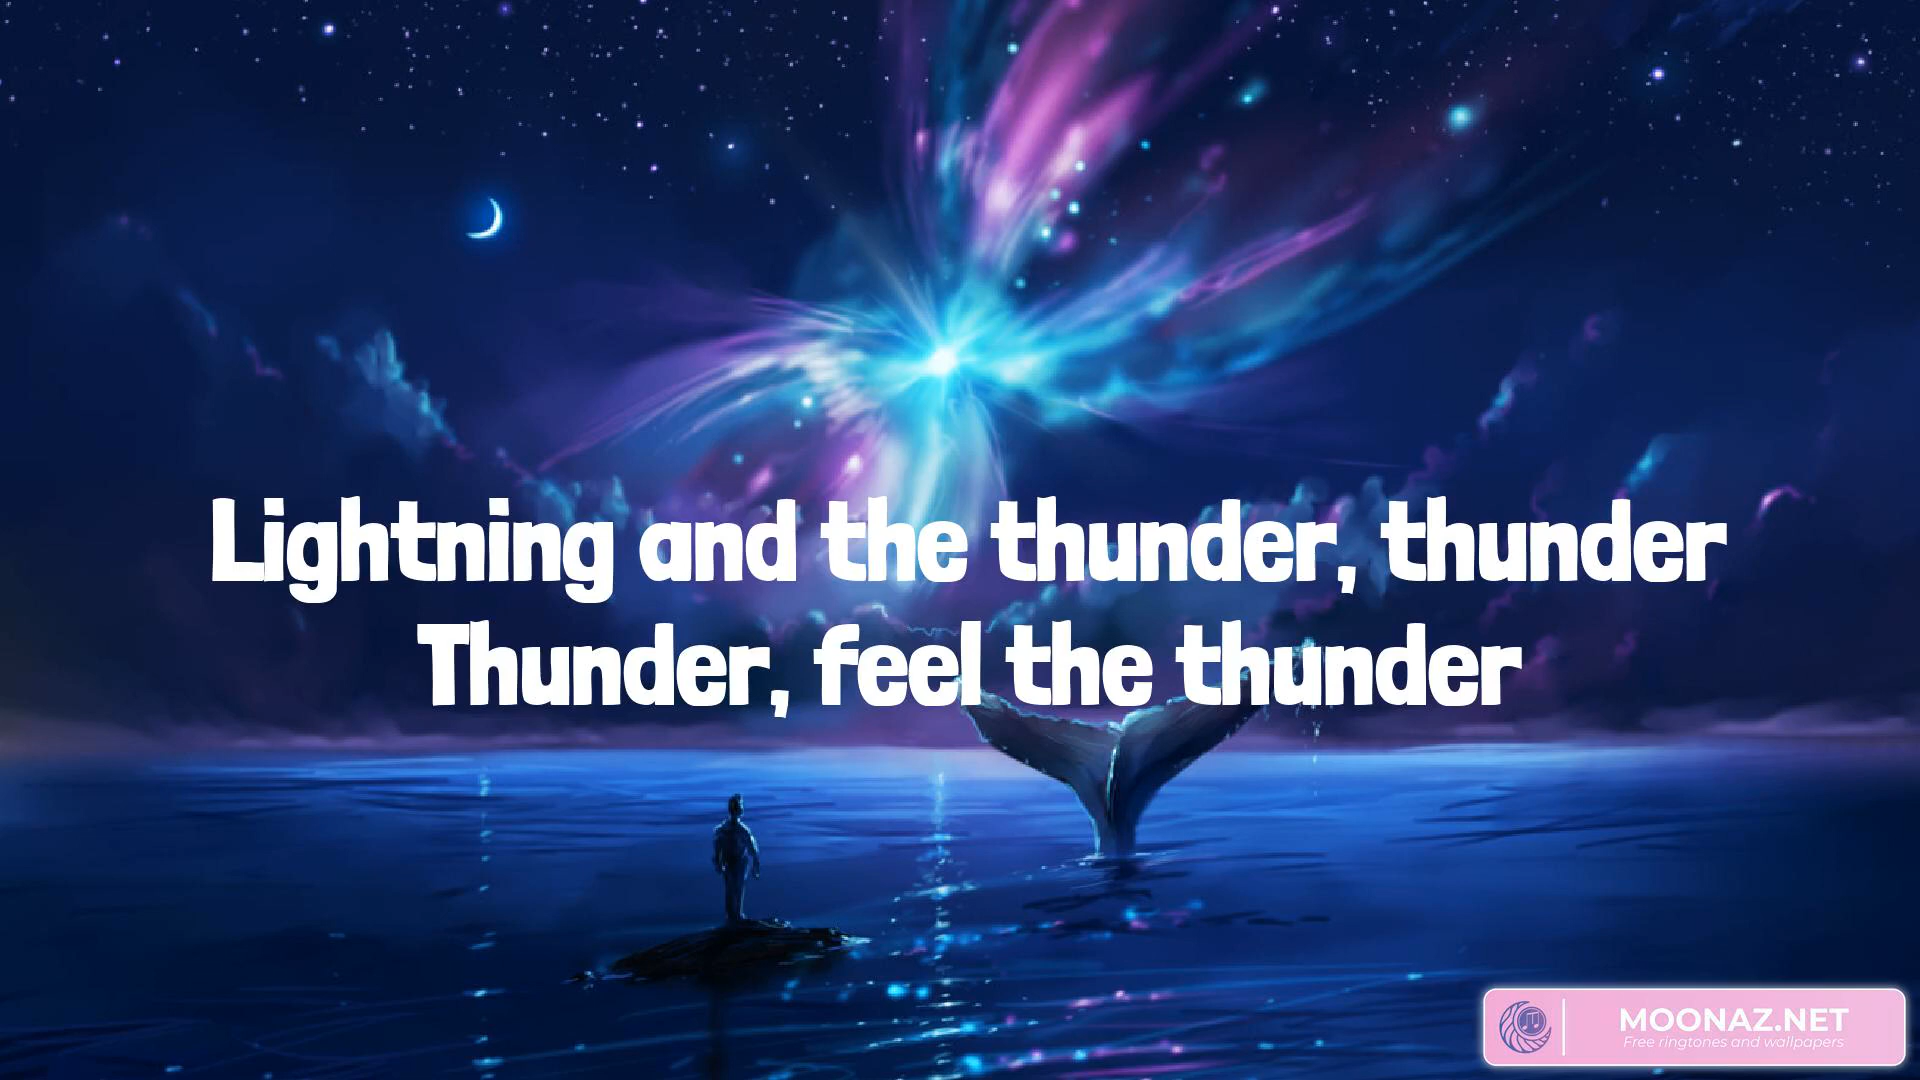 Lightning and the thunder, thunder
Thunder, feel the thunder
MOONAZ.NET
Free ringtones and wallpapers